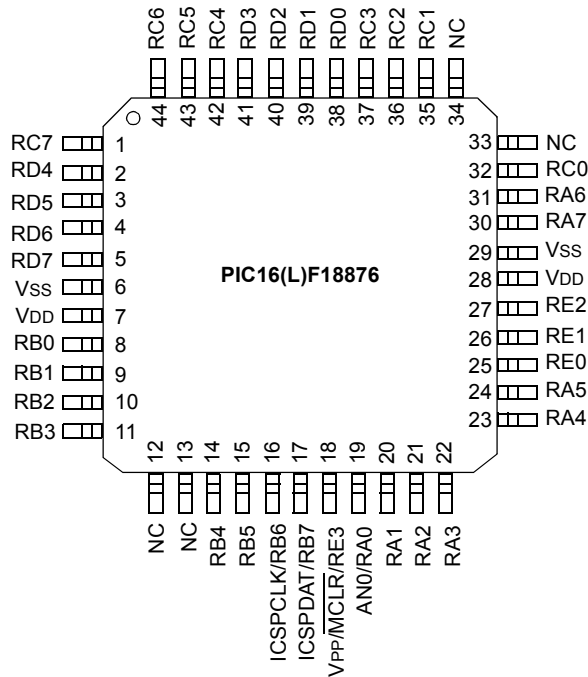 RC6
RC5
RC4
RD3
RD2
RD1
RD0
RC3
RC2
RC1
NC
44
43
42
41
40
39
38
37
36
35
34
RC7 1
RD4 2
RD5 3
RD6 4
RD7 5
VSS 6
VDD 7
RB0 8
RB1 9
RB2 10
RB3 11
PIC16(L)F18876
33 NC
32 RC0
31 RA6
30 RA7
29 VSS
28 VDD
27 RE2
26 RE1
25 RE0
24 RA5
23 RA4
12
13
14
15
16
17
18
19
20
21
22
NC
NC
RB4
RB5
ICSPCLK/RB6
ICSPDAT/RB7
VPP/MCLR/RE3
AN0/RA0
RA1
RA2
RA3